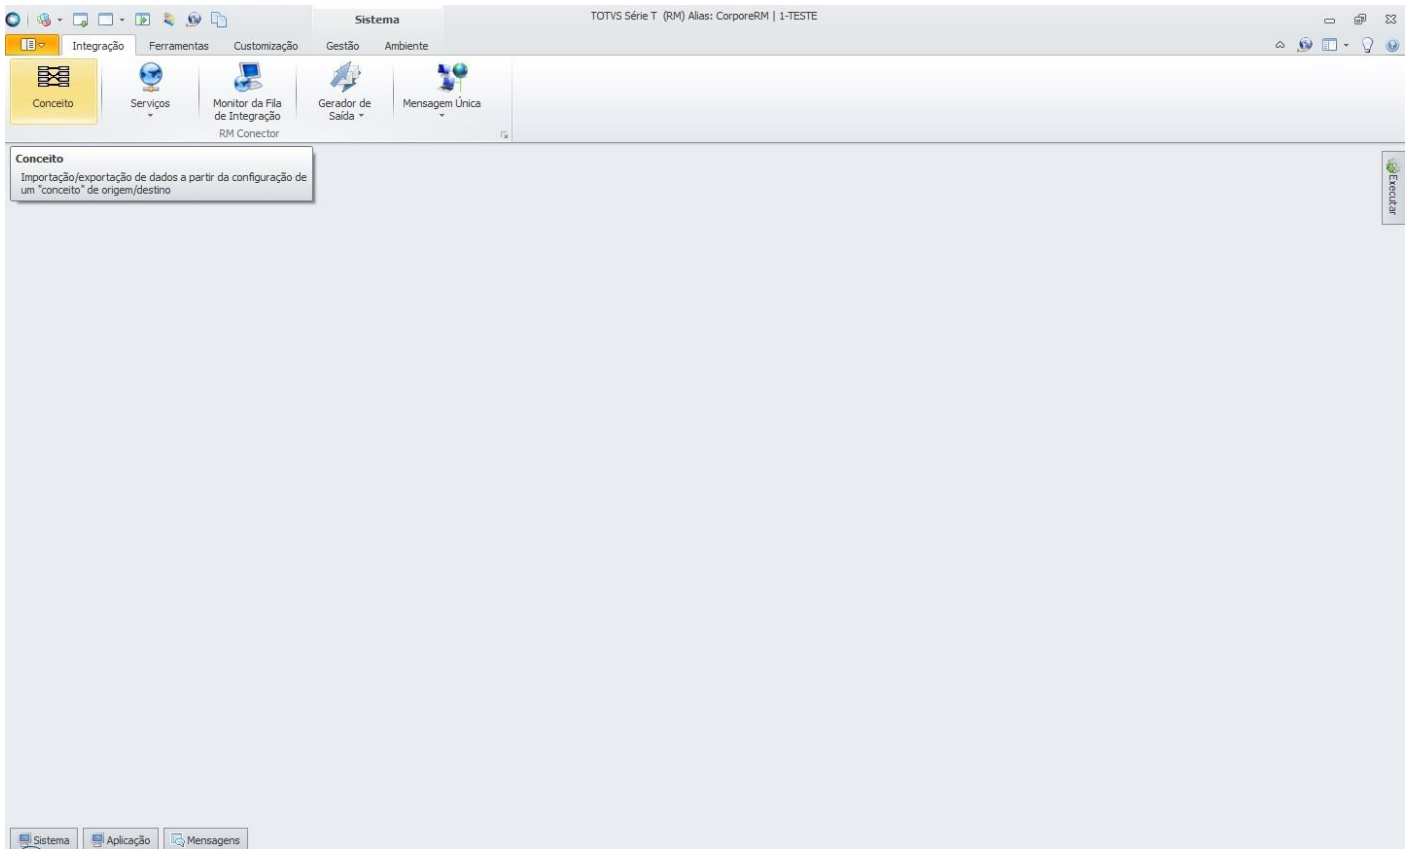 Sistema
TOTVS Série T (RM) Alias: CorporeRM | 1-TESTE
Integração
Ferramentas
Customização
Gestão
Ambiente
Conceito
Serviços
Monitor da Fila
de Integração
Gerador de
Saída
Mensagem Única
RM Conector
Conceito
Importação/exportação de dados a partir da configuração de
um "conceito" de origem/destino
Executar
Sistema
Aplicação
Mensagens